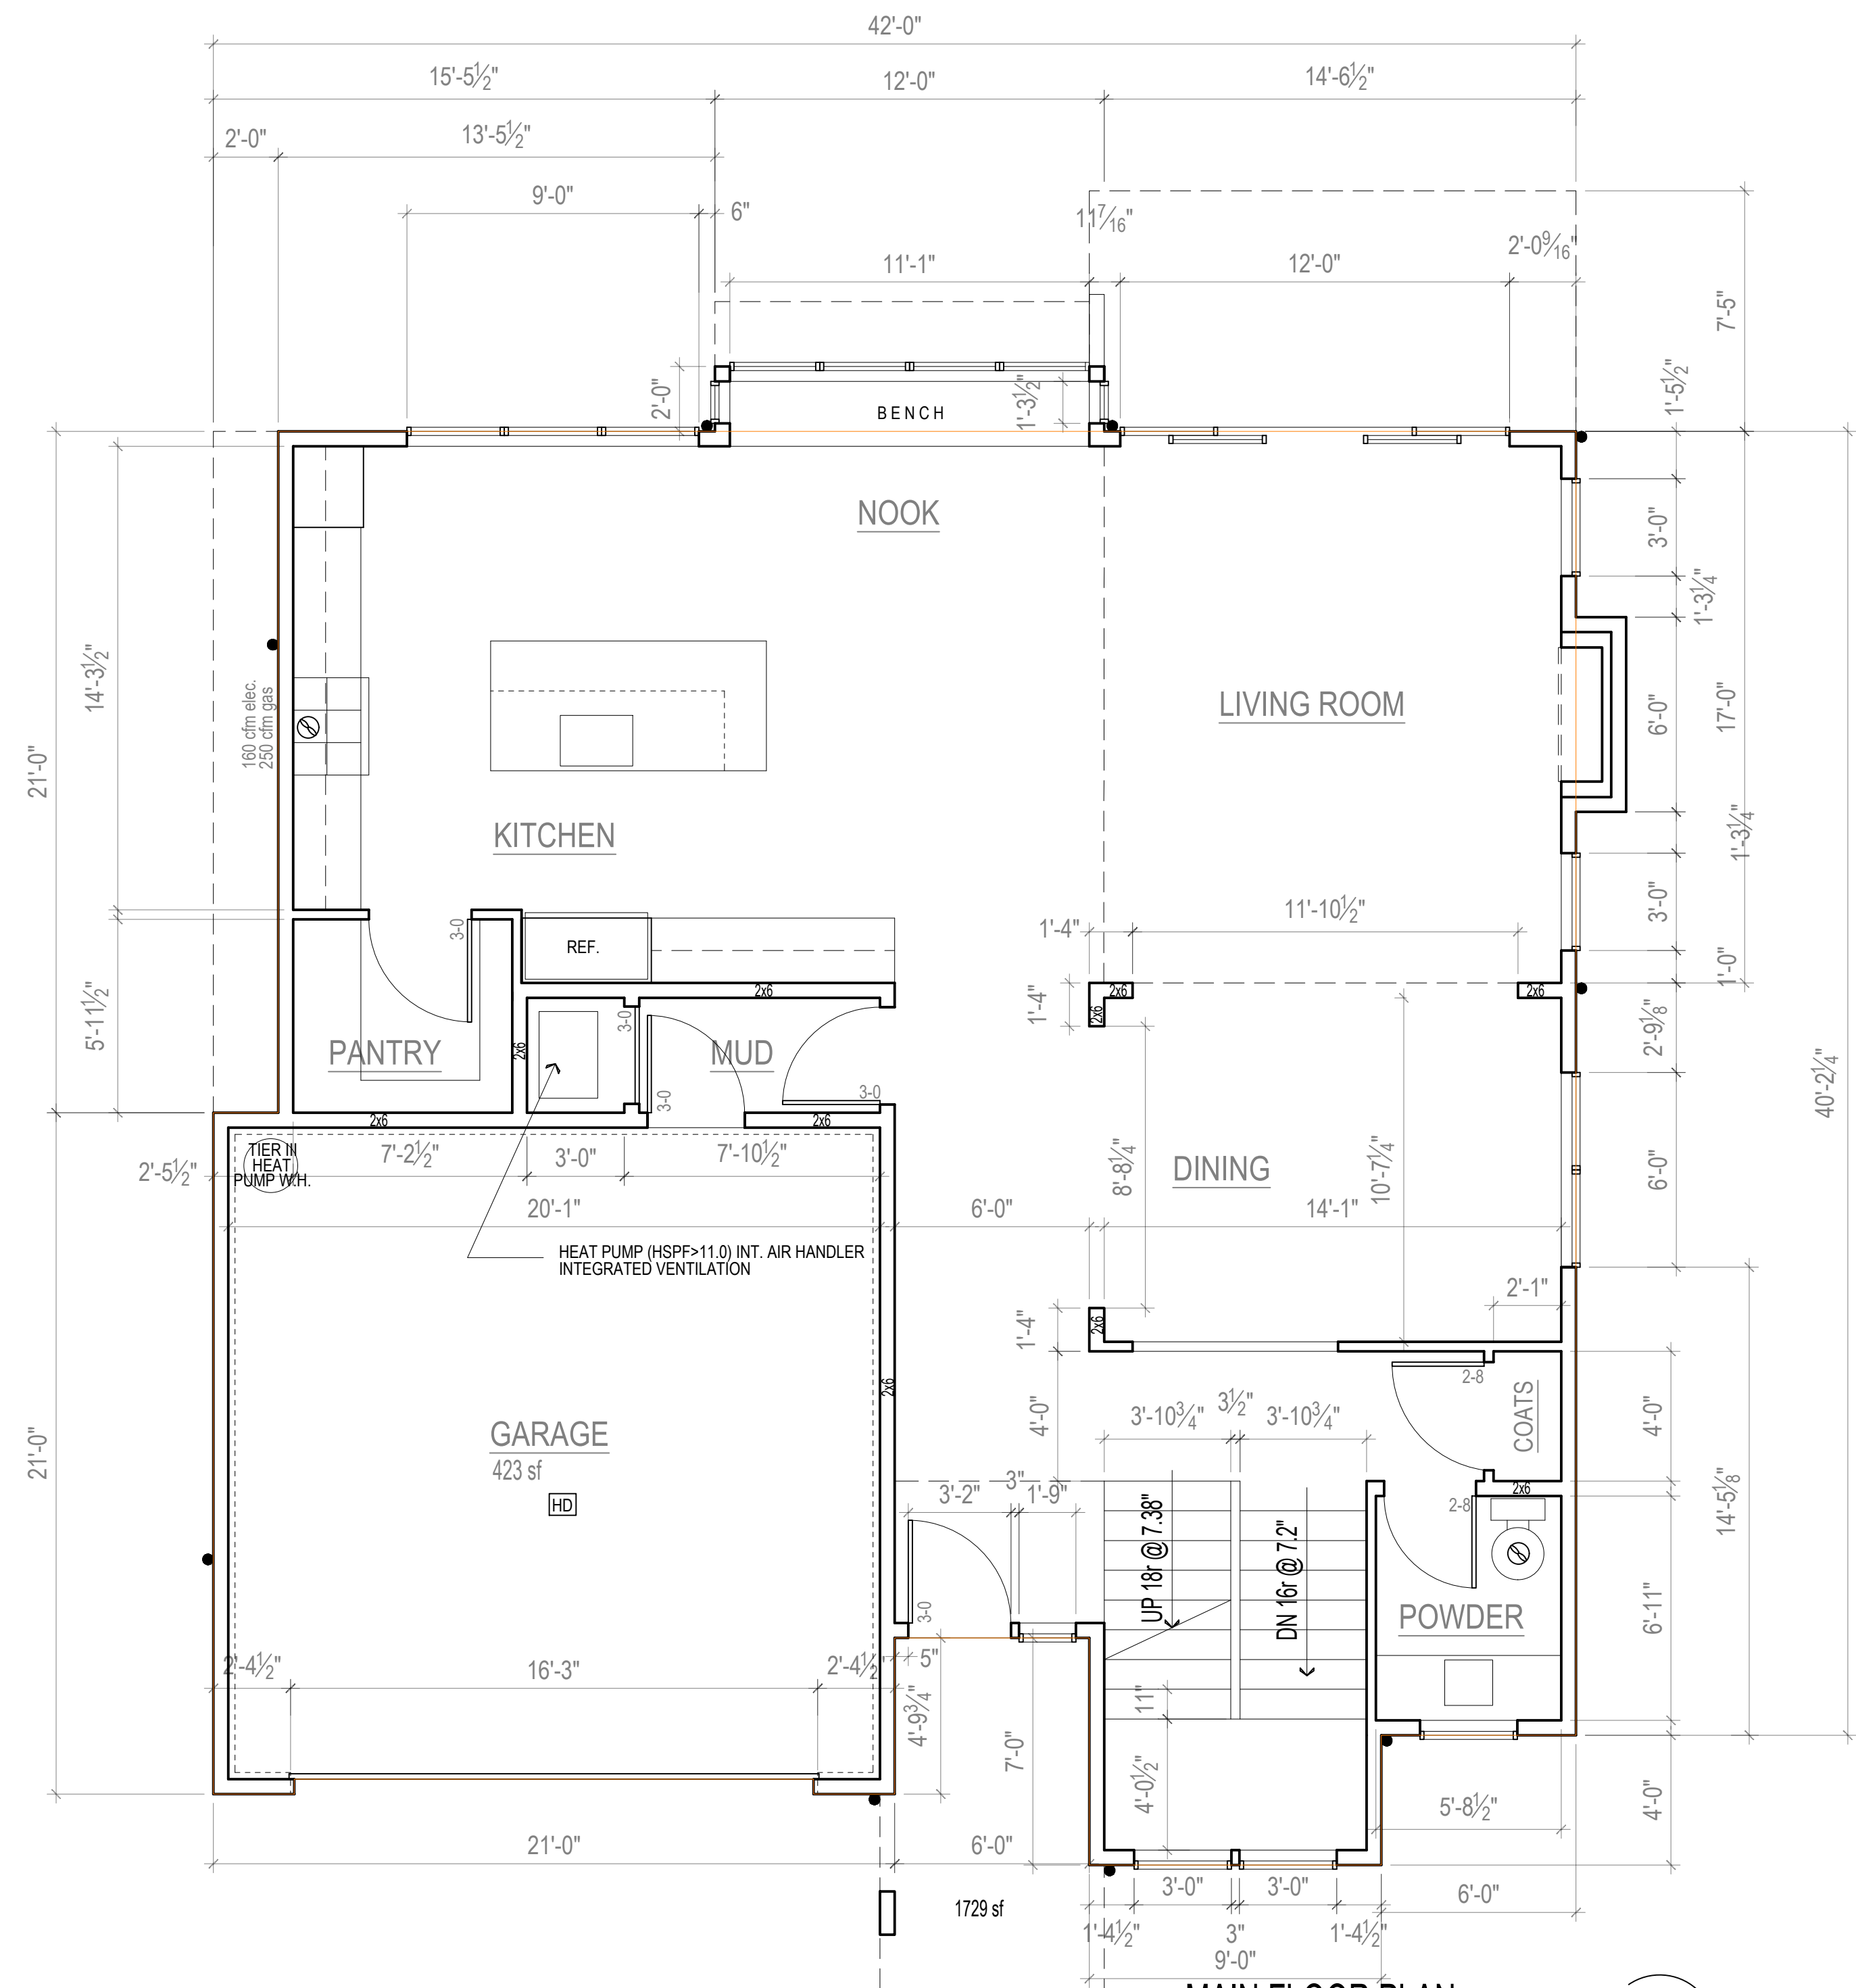 42'-0"
15'-5½" 12'-0" 14'-6½"
2'-0" 13'-5½"
9'-0" 6" 11⁷⁄₁₆"
11'-1" 12'-0" 2'-0⁹⁄₁₆"
7'-5"
2'-0" BENCH 1'-3½" 1'-5½"
NOOK
3'-0"
1'-3¼"
14'-3½"
160 cfm elec.
250 cfm gas
LIVING ROOM
6'-0" 17'-0"
21'-0"
KITCHEN
1'-3¼"
3'-0"
11'-10½"
1'-4"
3-0 REF.
1'-0"
2x6 2x6 2x6
1'-4" 2x6
5'-11½"
PANTRY 2x6 3-0 MUD
2'-9⅛"
40'-2¼"
3-0 3-0
2x6 2x6
TIER III
HEAT
PUMP W.H.
2'-5½" 7'-2½" 3'-0" 7'-10½"
8'-8¼" DINING 10'-7¼" 6'-0"
20'-1" 6'-0" 14'-1"
HEAT PUMP (HSPF>11.0) INT. AIR HANDLER
INTEGRATED VENTILATION
2'-1"
1'-4" 2x6
2x6
2-8 COATS
4'-0" 3'-10¾" 3½" 3'-10¾" 4'-0"
21'-0"
GARAGE
423 sf
HD
3'-2" 3" 1'-9"
2x6
2-8
14'-5⅛"
UP 18r @ 7.38" DN 16r @ 7.2"
3-0
POWDER
6'-11"
2'-4½" 16'-3" 2'-4½" 5"
4'-9¾" 11"
7'-0" 4'-0½"
5'-8½" 4'-0"
21'-0" 6'-0"
3'-0" 3'-0" 6'-0"
1729 sf
1'-4½" 3" 1'-4½"
9'-0"
MAIN FLOOR PLAN